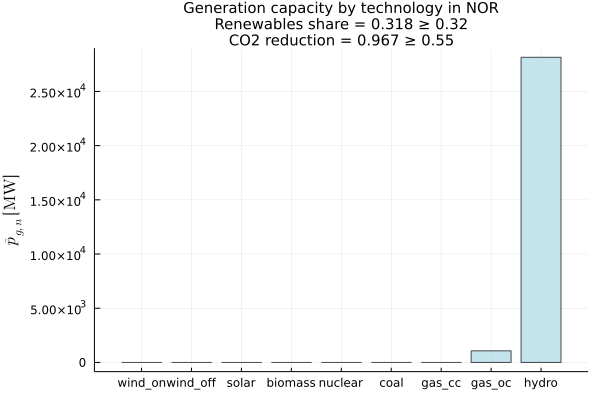 Generation capacity by technology in NOR
Renewables share = 0.318 ≥ 0.32
CO2 reduction = 0.967 ≥ 0.55
p̄_{g,n} [MW]
2.50×10⁴
2.00×10⁴
1.50×10⁴
1.00×10⁴
5.00×10³
0
wind_on wind_off solar biomass nuclear coal gas_cc gas_oc hydro